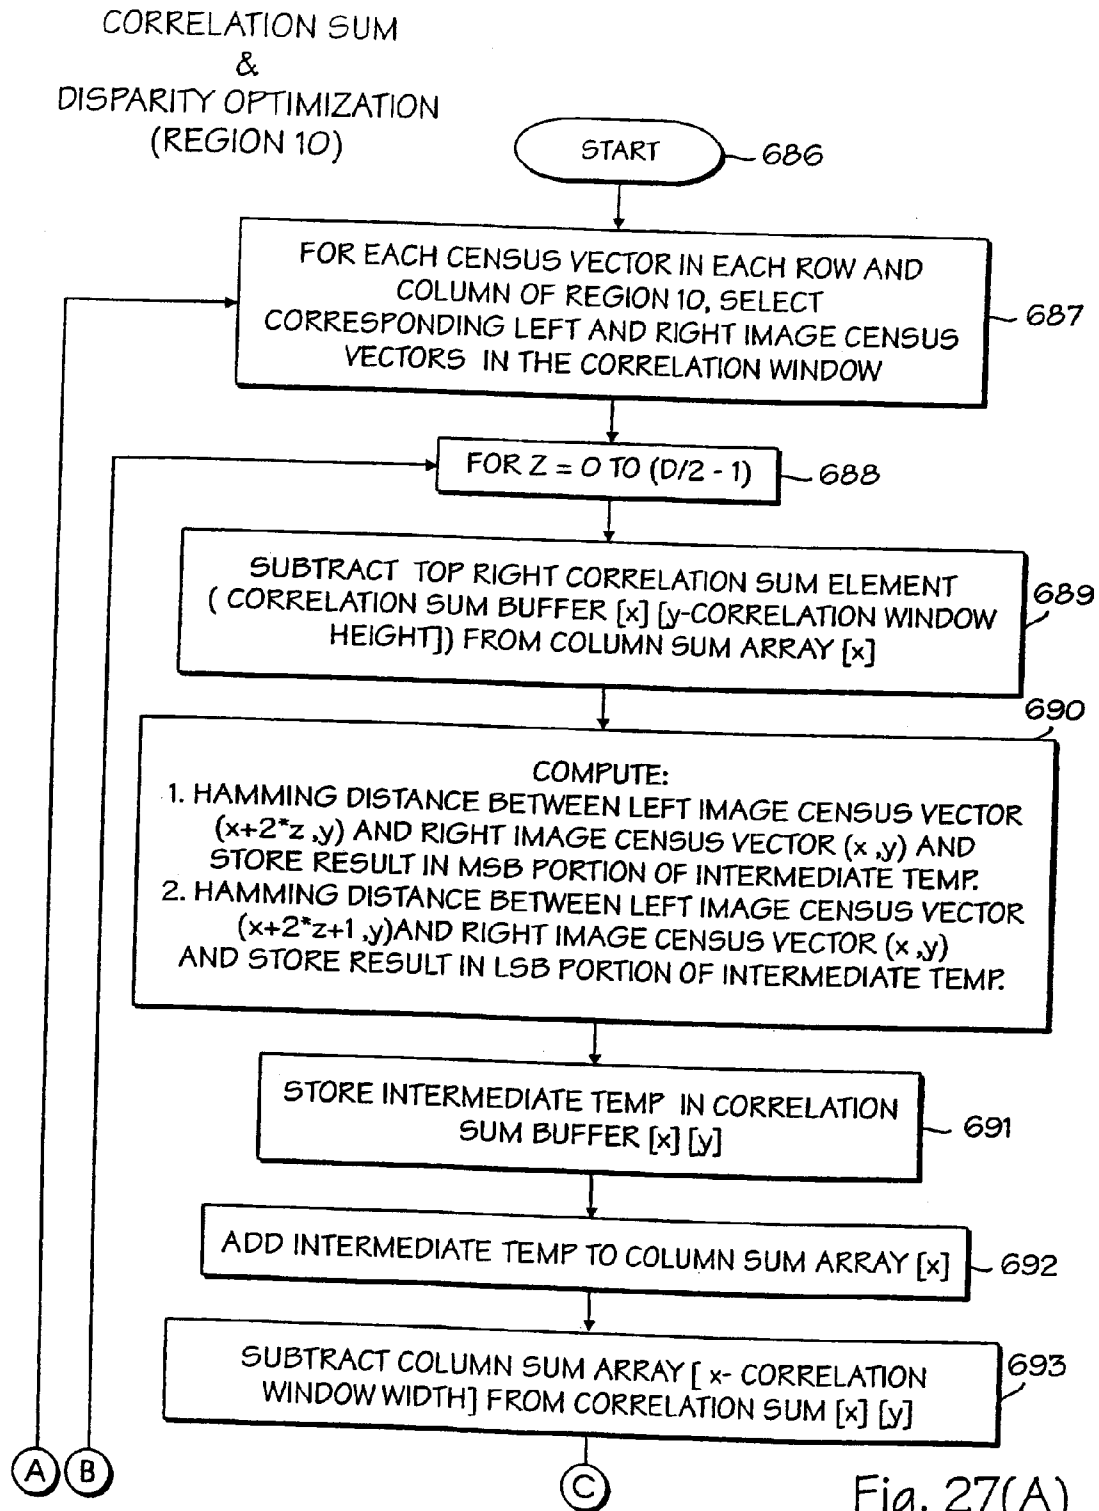 CORRELATION SUM
&
DISPARITY OPTIMIZATION
(REGION 10)
START
686
FOR EACH CENSUS VECTOR IN EACH ROW AND
COLUMN OF REGION 10, SELECT
CORRESPONDING LEFT AND RIGHT IMAGE CENSUS
VECTORS IN THE CORRELATION WINDOW
687
FOR Z = 0 TO (D/2 - 1)
688
SUBTRACT TOP RIGHT CORRELATION SUM ELEMENT
( CORRELATION SUM BUFFER [x] [y-CORRELATION WINDOW
HEIGHT]) FROM COLUMN SUM ARRAY [x]
689
690
COMPUTE:
1. HAMMING DISTANCE BETWEEN LEFT IMAGE CENSUS VECTOR
(x+2*z ,y) AND RIGHT IMAGE CENSUS VECTOR (x ,y) AND
STORE RESULT IN MSB PORTION OF INTERMEDIATE TEMP.
2. HAMMING DISTANCE BETWEEN LEFT IMAGE CENSUS VECTOR
(x+2*z+1 ,y)AND RIGHT IMAGE CENSUS VECTOR (x ,y)
AND STORE RESULT IN LSB PORTION OF INTERMEDIATE TEMP.
STORE INTERMEDIATE TEMP IN CORRELATION
SUM BUFFER [x] [y]
691
ADD INTERMEDIATE TEMP TO COLUMN SUM ARRAY [x]
692
SUBTRACT COLUMN SUM ARRAY [ x- CORRELATION
WINDOW WIDTH] FROM CORRELATION SUM [x] [y]
693
A B C
Fig. 27(A)